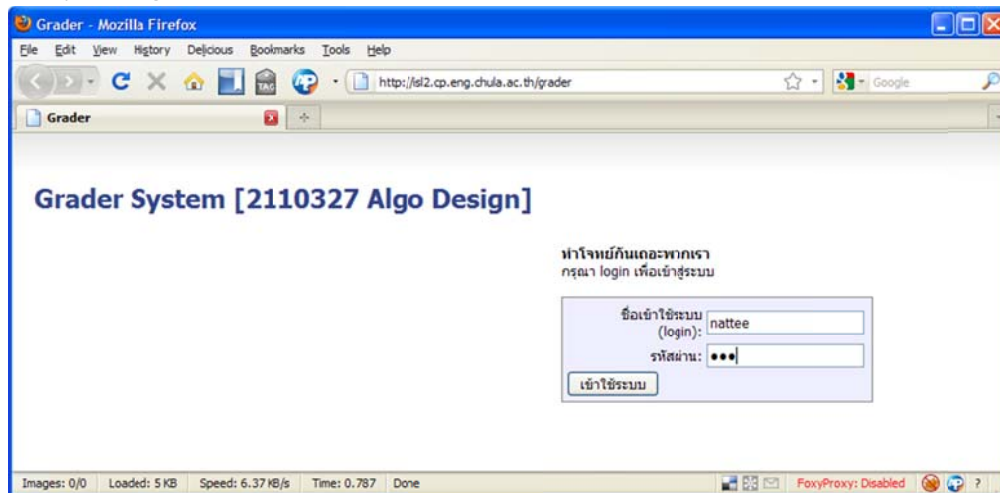 Grader - Mozilla Firefox
File Edit View History Delicious Bookmarks Tools Help
TAG http://isl2.cp.eng.chula.ac.th/grader Google
Grader
Grader System [2110327 Algo Design]
ทำโจทย์กันเถอะพวกเรา
กรุณา login เพื่อเข้าสู่ระบบ
ชื่อเข้าใช้ระบบ
(login): nattee
รหัสผ่าน: ●●●
เข้าใช้ระบบ
Images: 0/0 Loaded: 5 KB Speed: 6.37 KB/s Time: 0.787 Done FoxyProxy: Disabled ?